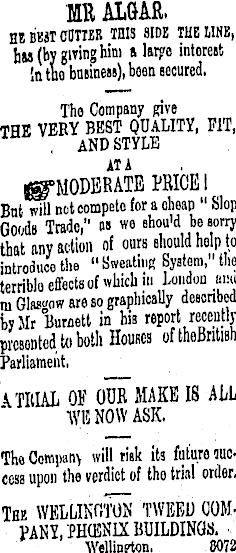 MR ALGAR.
HE BEST CUTTER THIS SIDE THE LINE,
has (by giving him a large interest
in the business), been secured.
The Company give
THE VERY BEST QUALITY, FIT,
AND STYLE
AT A
MODERATE PRICE!
But will not compete for a cheap "Slop
Goods Trade," as we shou'd be sorry
that any action of ours should help to
introduce the "Sweating System," the
terrible effects of which in London and
in Glasgow are so graphically described
by Mr Burnett in his report recently
presented to both Houses of theBritish
Parliament.
A TRIAL OF OUR MAKE IS ALL
WE NOW ASK.
The Company will risk its future suc-
cess upon the verdict of the trial order.
THE WELLINGTON TWEED COM-
PANY, PHŒNIX BUILDINGS.
Wellington. 3072